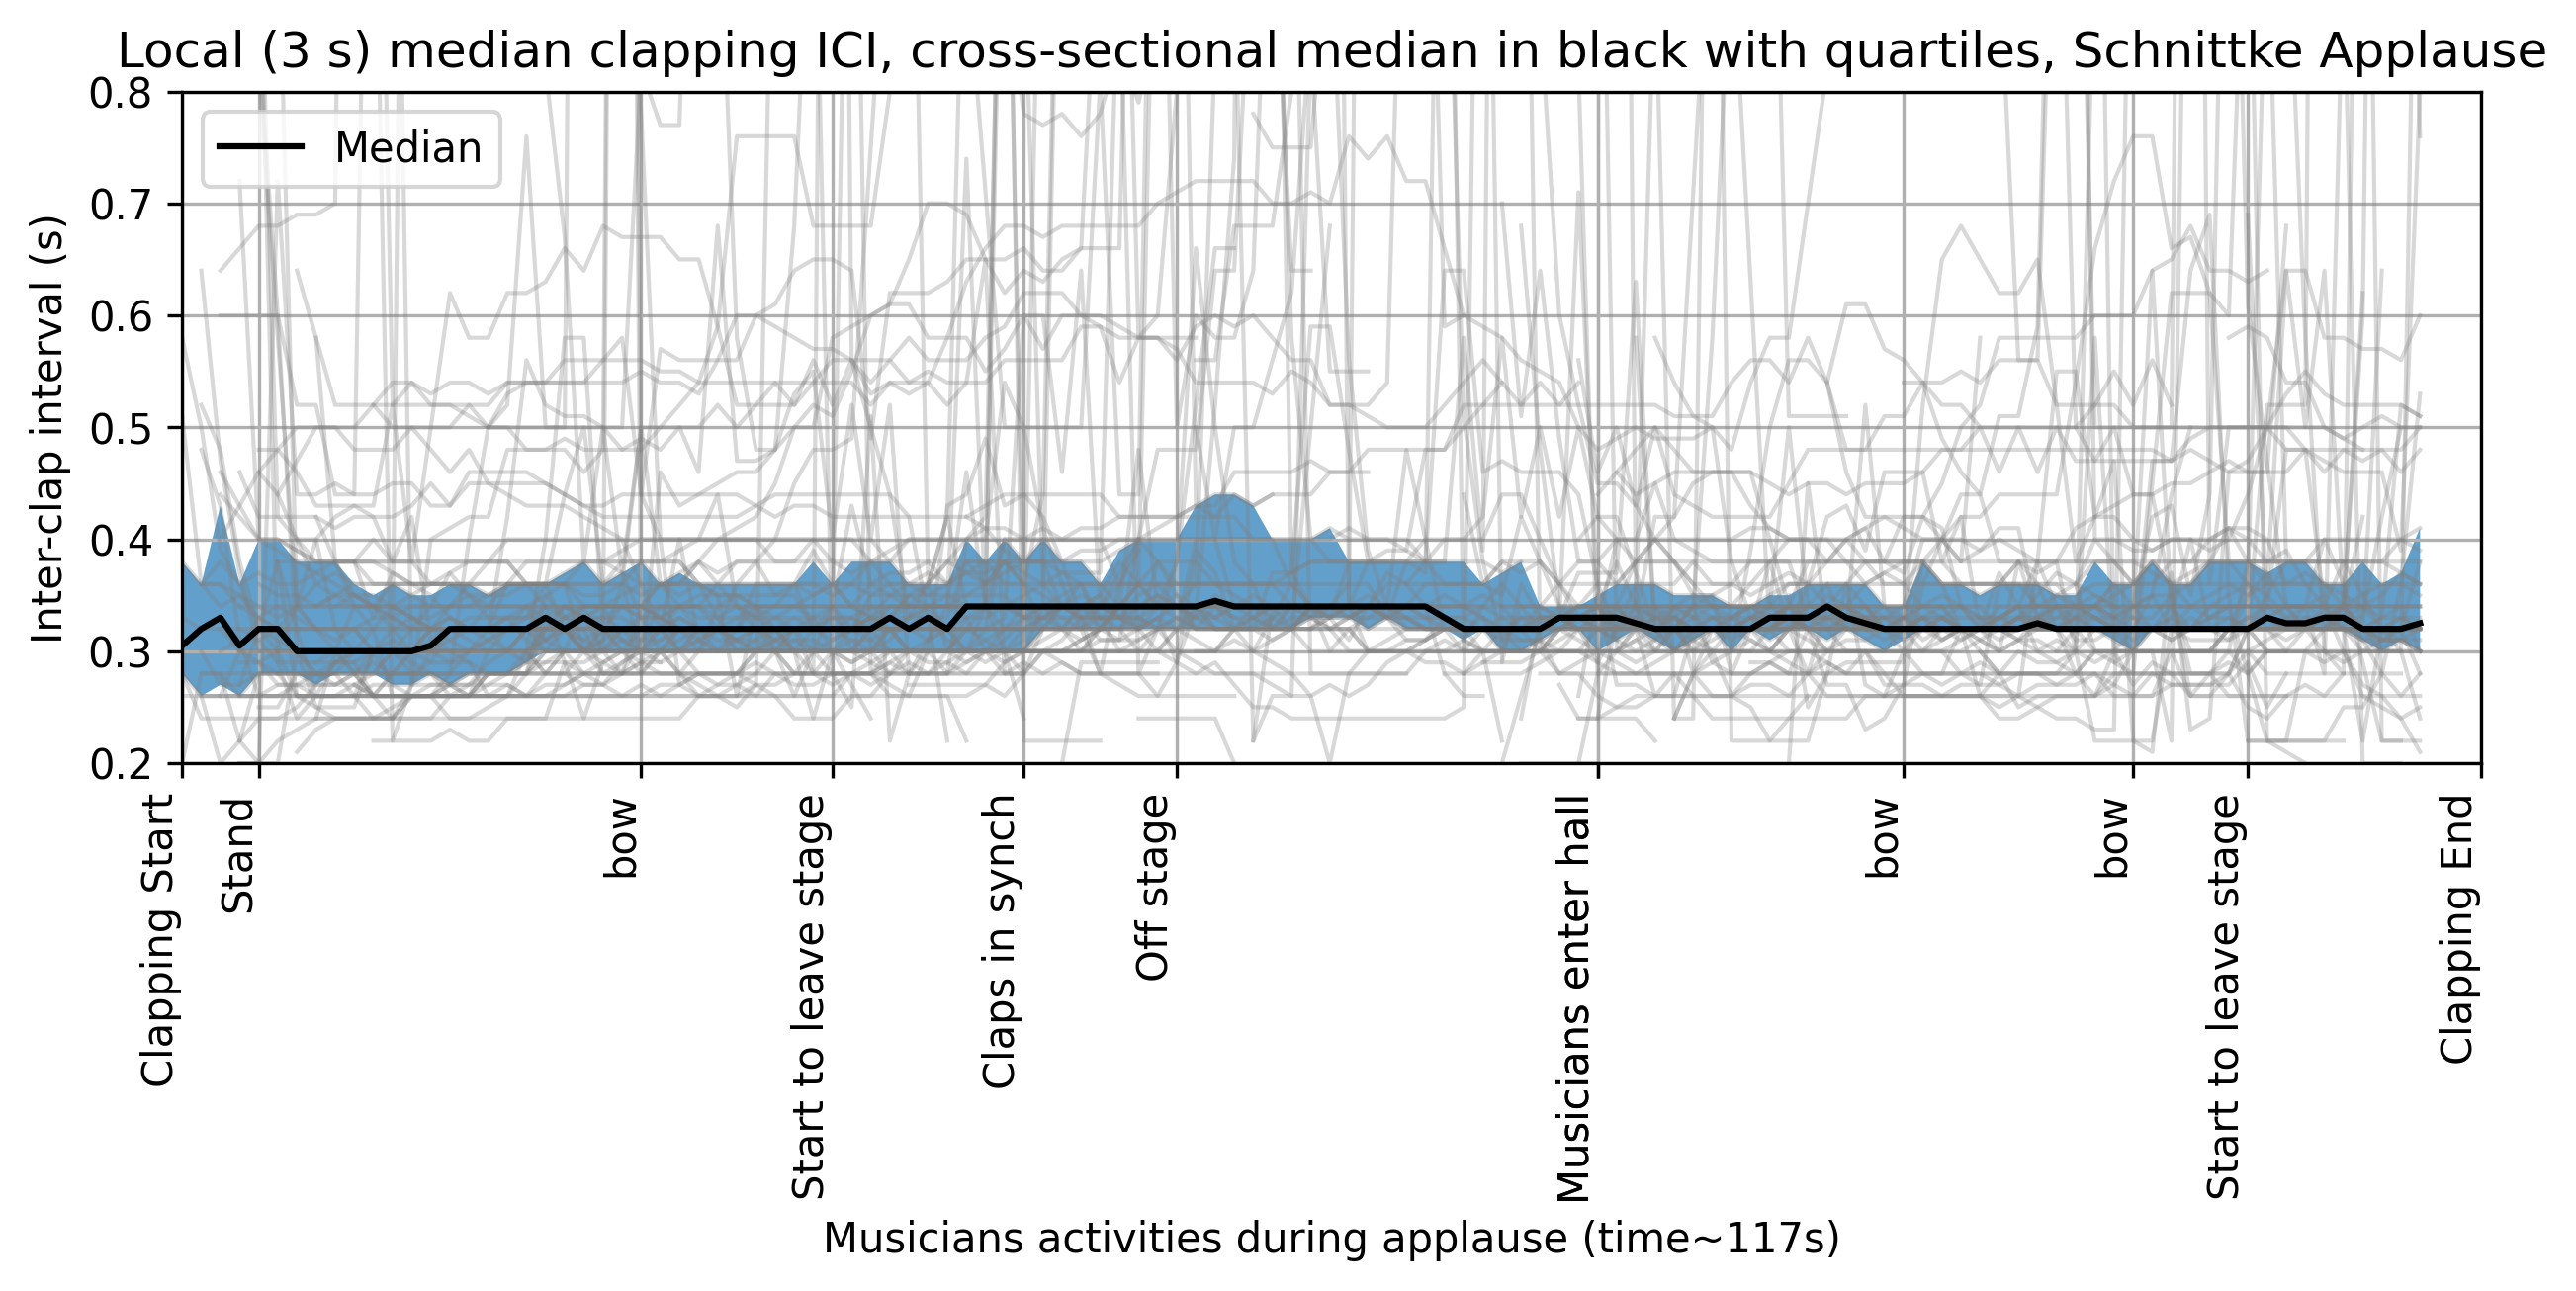 Local (3 s) median clapping ICI, cross-sectional median in black with quartiles, Schnittke Applause
Median
Inter-clap interval (s)
0.8
0.7
0.6
0.5
0.4
0.3
0.2
Clapping Start
Stand
bow
Start to leave stage
Claps in synch
Off stage
Musicians enter hall
bow
bow
Start to leave stage
Clapping End
Musicians activities during applause (time~117s)